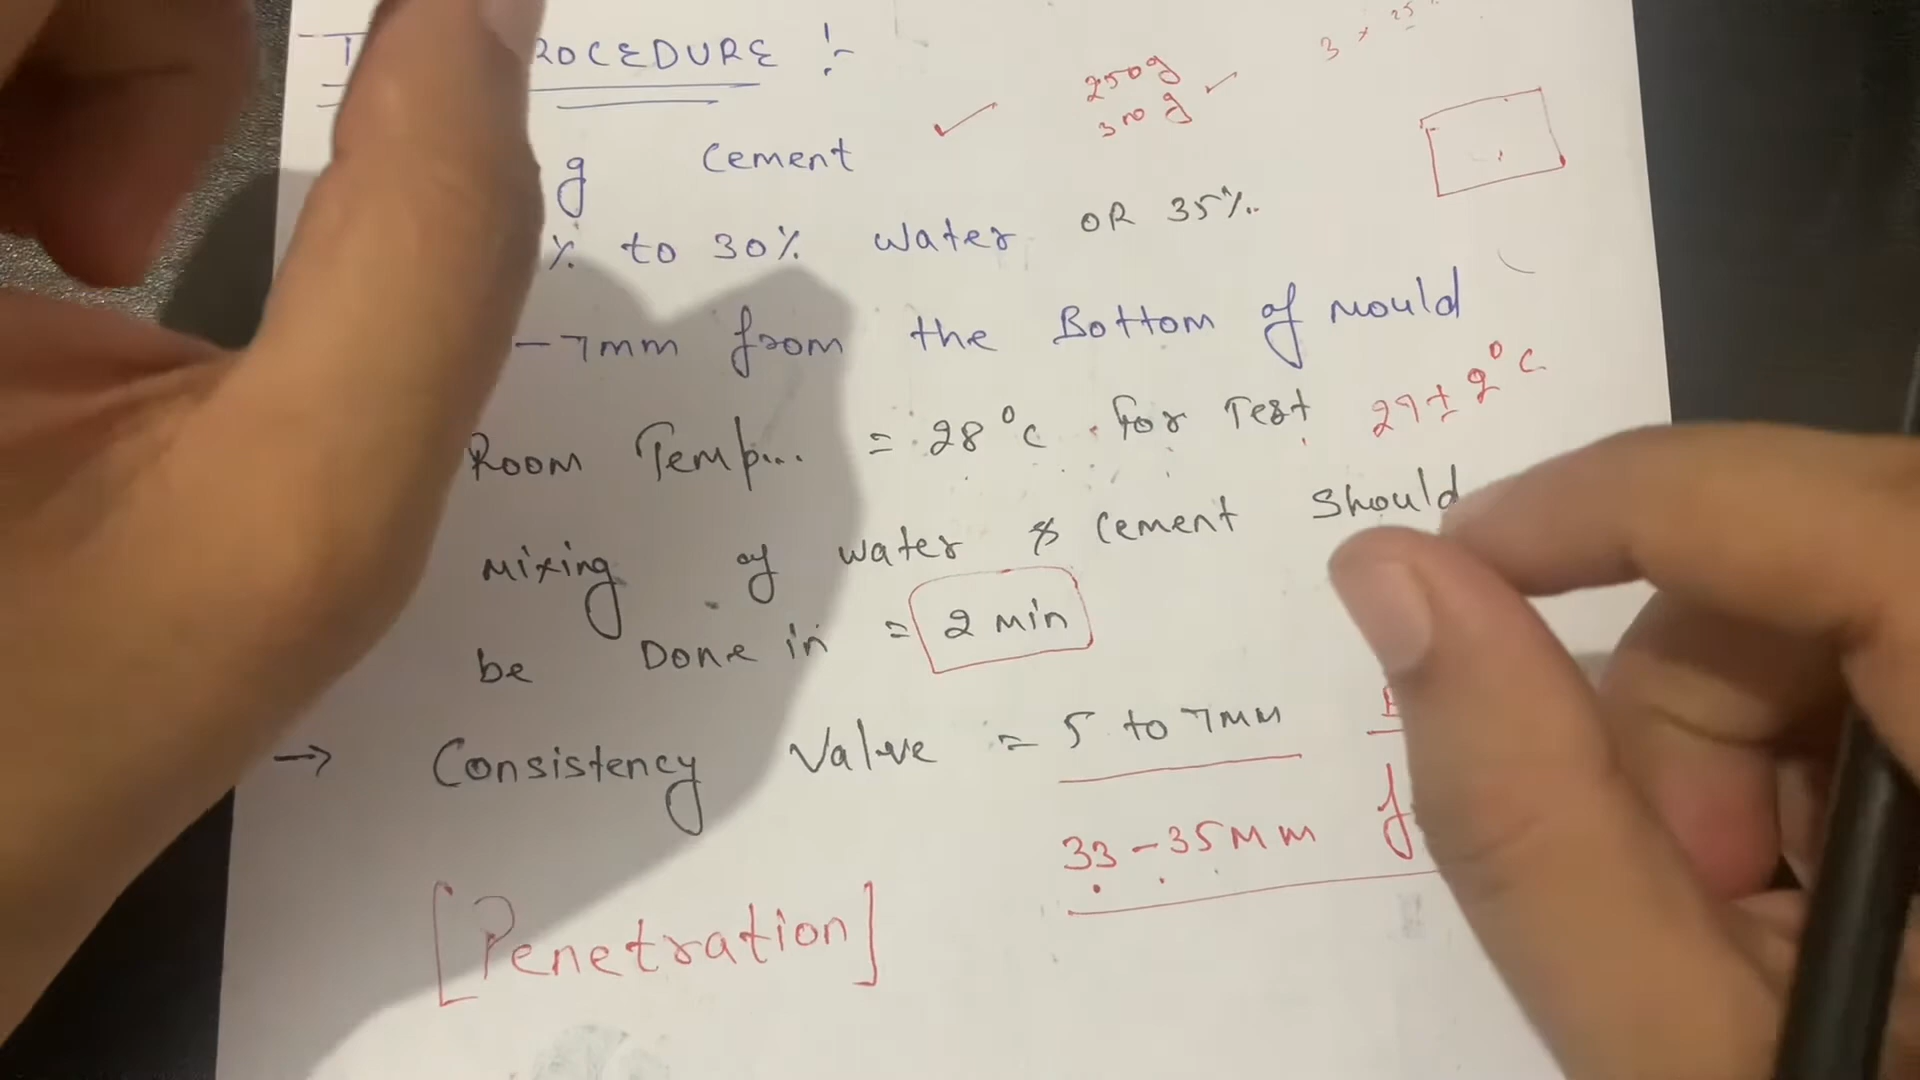 PROCEDURE :-
250g
300g
3 × 25
g cement
% to 30% water OR 35%.
-7mm from the Bottom of mould
Room Temp... = 28°c for Test 27±2°c
mixing of water & cement should
be Done in = 2 min
→ Consistency Value = 5 to 7mm
33-35mm f
[Penetration]